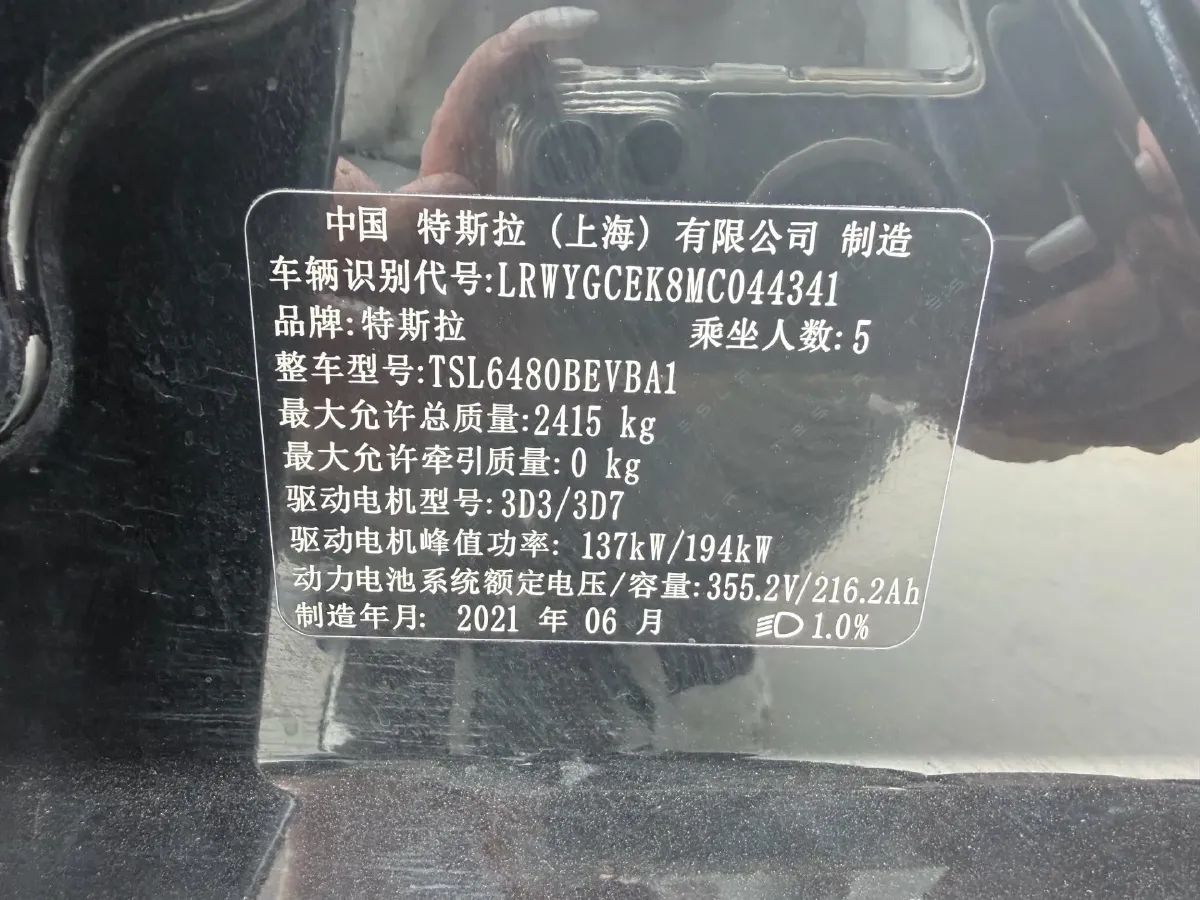 中国 特斯拉（上海）有限公司 制造
车辆识别代号:LRWYGCEK8MC044341
品牌:特斯拉 乘坐人数:5
整车型号:TSL6480BEVBA1
最大允许总质量:2415 kg
最大允许牵引质量:0 kg
驱动电机型号:3D3/3D7
驱动电机峰值功率: 137kW/194kW
动力电池系统额定电压/容量:355.2V/216.2Ah
制造年月: 2021 年 06 月 1.0%